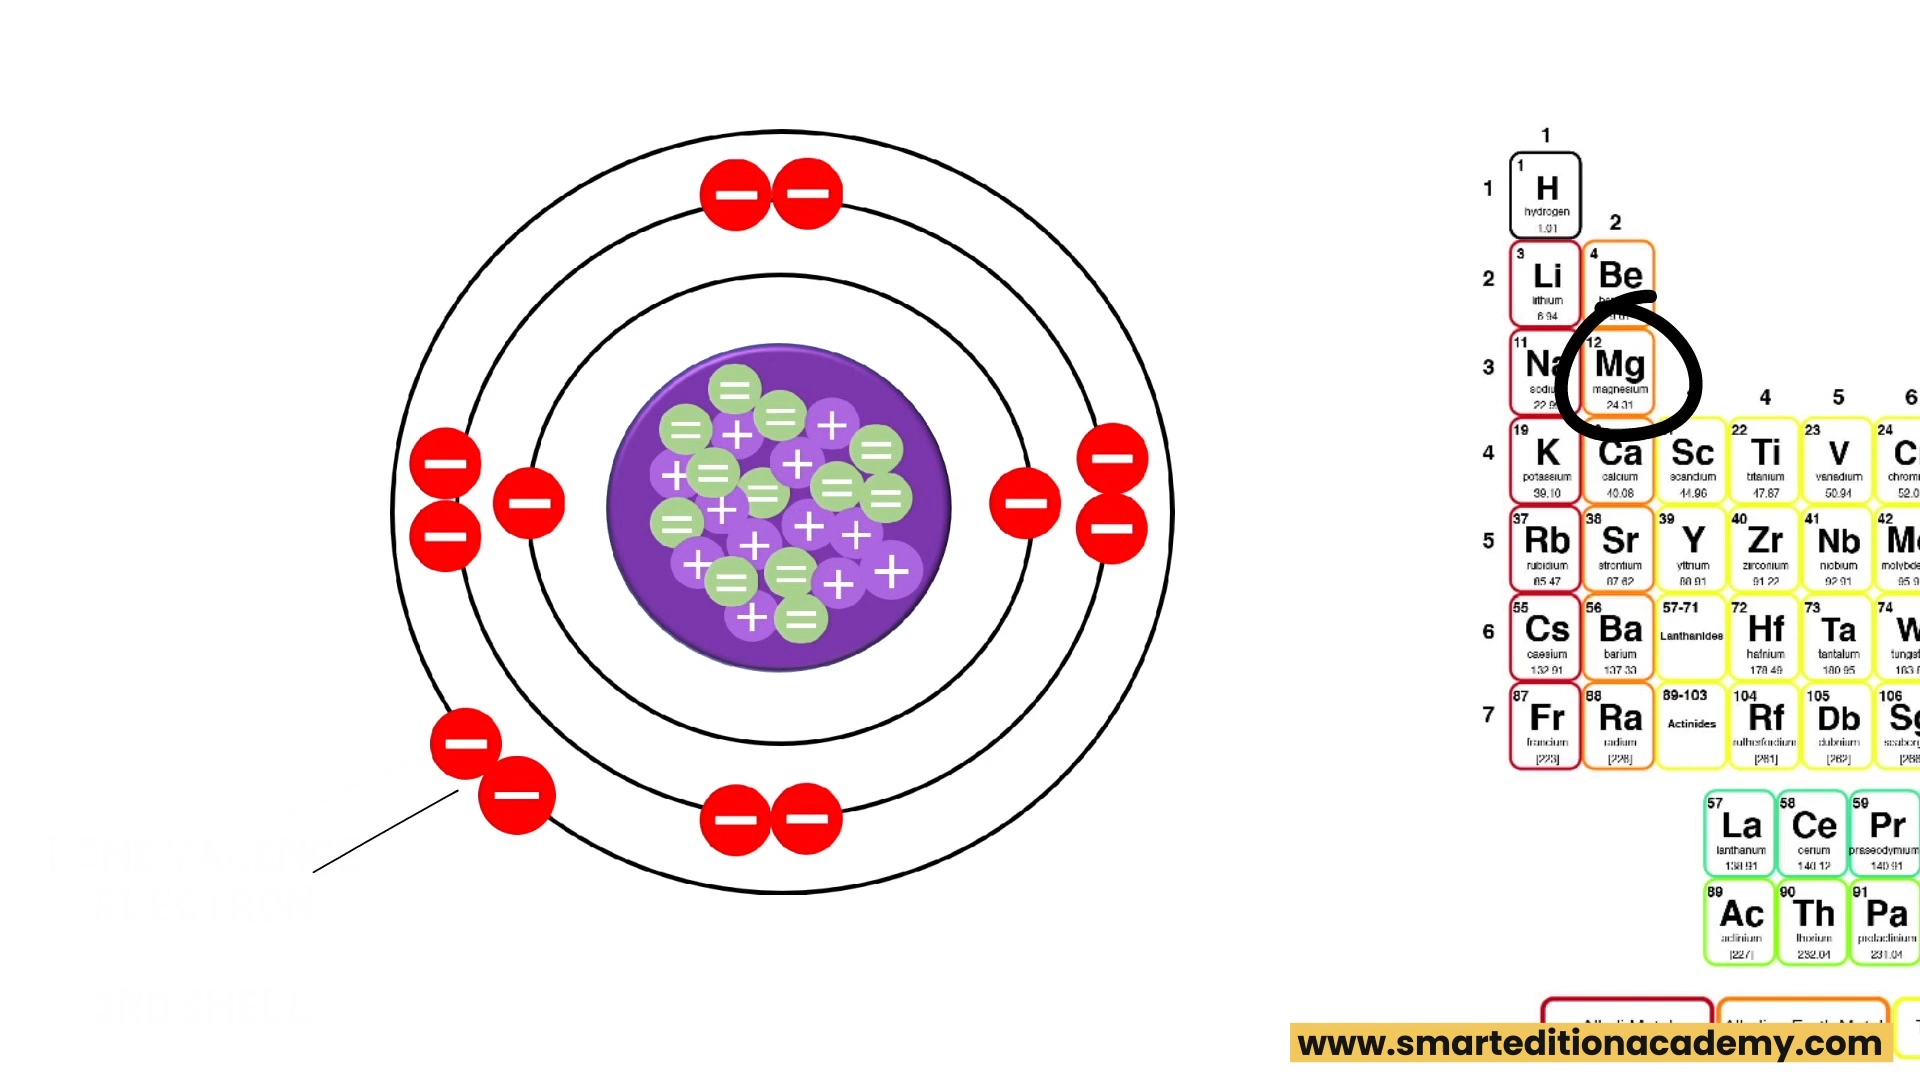 1
1
1
H
hydrogen
1.01
2
2
3
Li
lithium
6.94
4
Be
3
11
Na
12
Mg
magnesium
24.31
4 5 6
4
19
K
potassium
39.10
Ca
calcium
40.08
Sc
scandium
44.96
22
Ti
titanium
47.87
23
V
vanadium
50.94
24
5
37
Rb
rubidium
85.47
38
Sr
strontium
87.62
39
Y
yttrium
88.91
40
Zr
zirconium
91.22
41
Nb
niobium
92.91
42
6
55
Cs
caesium
132.91
56
Ba
barium
137.33
57-71
Lanthanides
72
Hf
hafnium
178.49
73
Ta
tantalum
180.95
74
W
7
87
Fr
francium
[223]
88
Ra
radium
[226]
89-103
Actinides
104
Rf
rutherfordium
[261]
105
Db
dubnium
[262]
106
57
La
lanthanum
138.91
58
Ce
cerium
140.12
59
Pr
praseodymium
140.91
89
Ac
actinium
[227]
90
Th
thorium
232.04
91
Pa
protactinium
231.04
www.smarteditionacademy.com